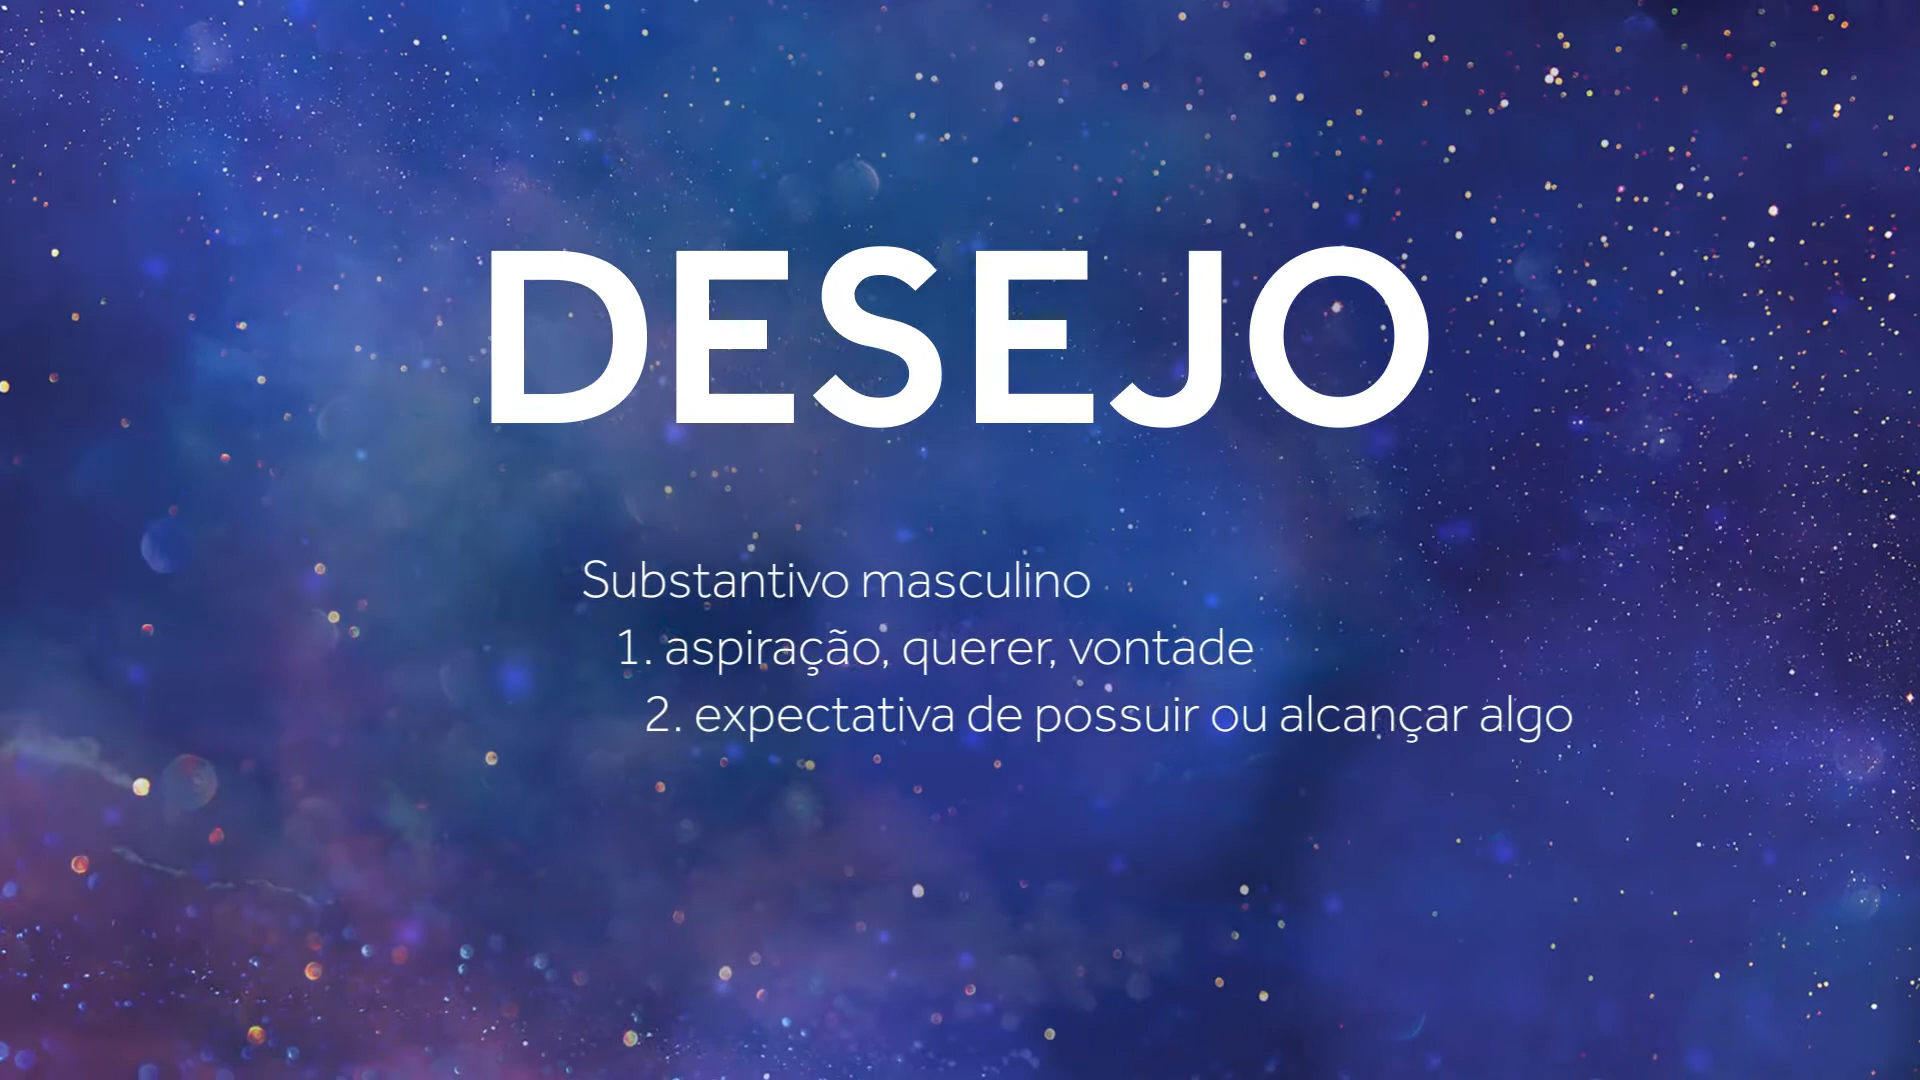 DESEJO
Substantivo masculino
1. aspiração, querer, vontade
2. expectativa de possuir ou alcançar algo